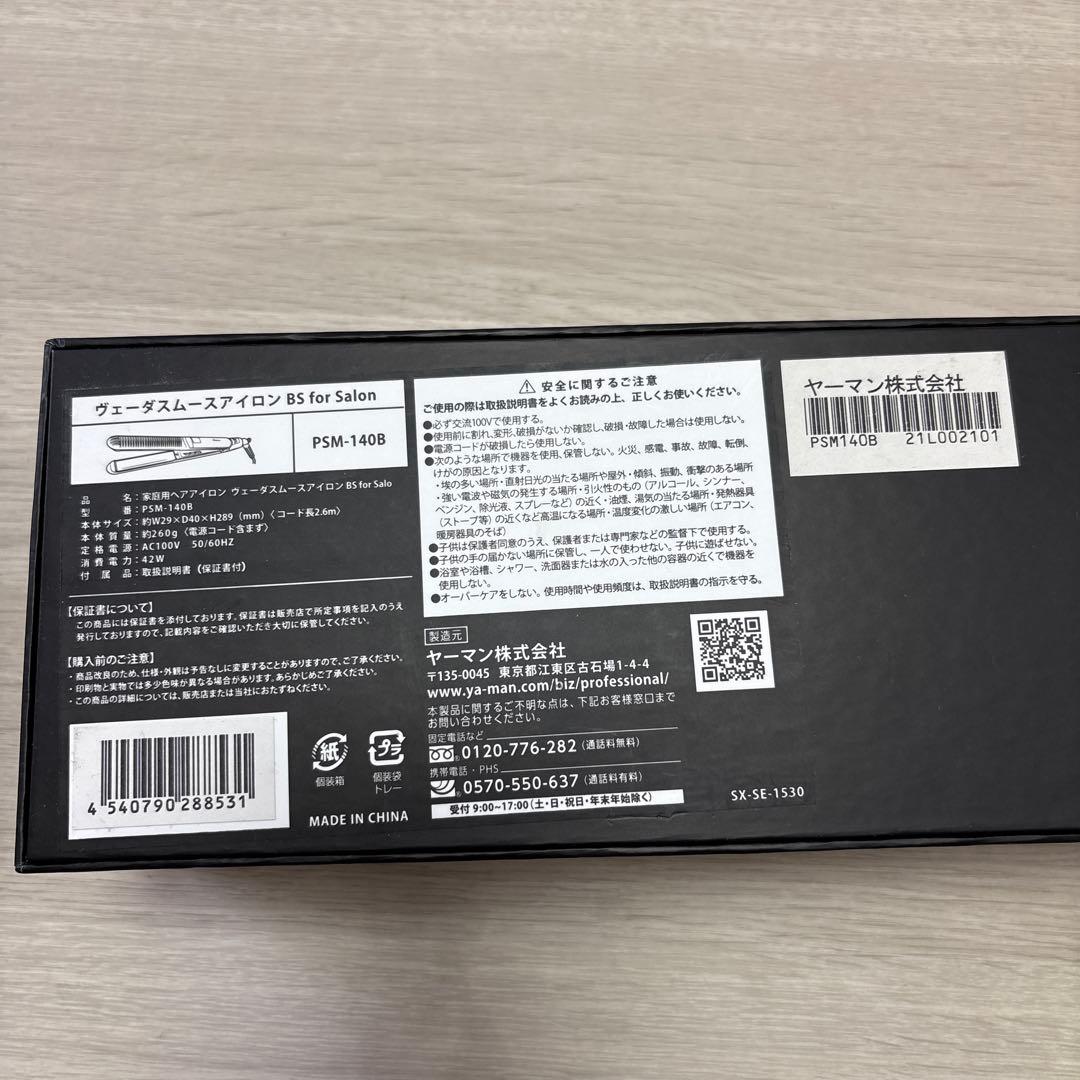 ヴェーダスムースアイロン BS for Salon
PSM-140B
品 名：家庭用ヘアアイロン ヴェーダスムースアイロン BS for Salo
型 番：PSM-140B
本体サイズ：約W29×D40×H289（mm）〈コード長2.6m〉
本体質量：約260g〈電源コード含まず〉
定格電源：AC100V 50/60HZ
消費電力：42W
付属品：取扱説明書（保証書付）
【保証書について】
この商品には保証書を添付しております。保証書は販売店で所定事項を記入のうえ
発行しておりますので、記載内容をご確認いただき大切に保管してください。
【購入前のご注意】
・商品改良のため、仕様・外観は予告なしに変更することがありますので、ご了承ください。
・印刷物と実物では多少色味が異なる場合があります。あらかじめご了承ください。
・この商品の詳細については、販売店または当社におたずねください。
4 540790 288531
紙
個装箱
プラ
個装袋
トレー
MADE IN CHINA
⚠ 安全に関するご注意
ご使用の際は取扱説明書をよくお読みの上、正しくお使いください。
●必ず交流100Vで使用する。
●使用前に割れ、変形、破損がないか確認し、破損・故障した場合は使用しない。
●電源コードが破損したら使用しない。
●次のような場所で機器を使用、保管しない。火災、感電、事故、故障、転倒、
けがの原因となります。
・埃の多い場所・直射日光の当たる場所や屋外・傾斜、振動、衝撃のある場所
・強い電波や磁気の発生する場所・引火性のもの（アルコール、シンナー、
ベンジン、除光液、スプレーなど）の近く・油煙、湯気の当たる場所・発熱器具
（ストーブ等）の近くなど高温になる場所・温度変化の激しい場所（エアコン、
暖房器具のそば）
●子供は保護者同意のうえ、保護者または専門家などの監督下で使用する。
●子供の手の届かない場所に保管し、一人で使わせない。子供に遊ばせない。
●浴室や浴槽、シャワー、洗面器または水の入った他の容器の近くで機器を
使用しない。
●オーバーケアをしない。使用時間や使用頻度は、取扱説明書の指示を守る。
製造元
ヤーマン株式会社
〒135-0045 東京都江東区古石場1-4-4
www.ya-man.com/biz/professional/
本製品に関するご不明な点は、下記お客様窓口まで
お問い合わせください。
固定電話など
0120-776-282（通話料無料）
携帯電話・PHS
0570-550-637（通話料有料）
受付 9:00～17:00（土・日・祝日・年末年始除く）
SX-SE-1530
ヤーマン株式会社
PSM140B 21L002101